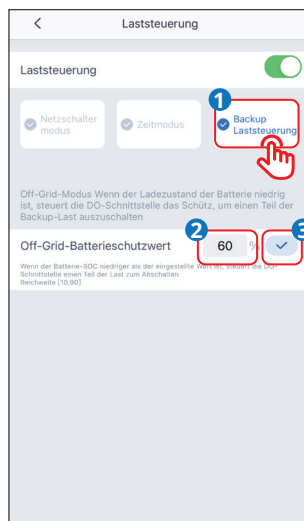 Laststeuerung
Laststeuerung
1
Netzschalter
modus
Zeitmodus
Backup
Laststeuerung
Off-Grid-Modus Wenn der Ladezustand der Batterie niedrig
ist, steuert die DO-Schnittstelle das Schütz, um einen Teil der
Backup-Last auszuschalten
2
3
Off-Grid-Batterieschutzwert 60 %
Wenn der Batterie-SOC niedriger als der eingestellte Wert ist, steuert die DO-
Schnittstelle einen Teil der Last zum Abschalten
Reichweite [10,90]